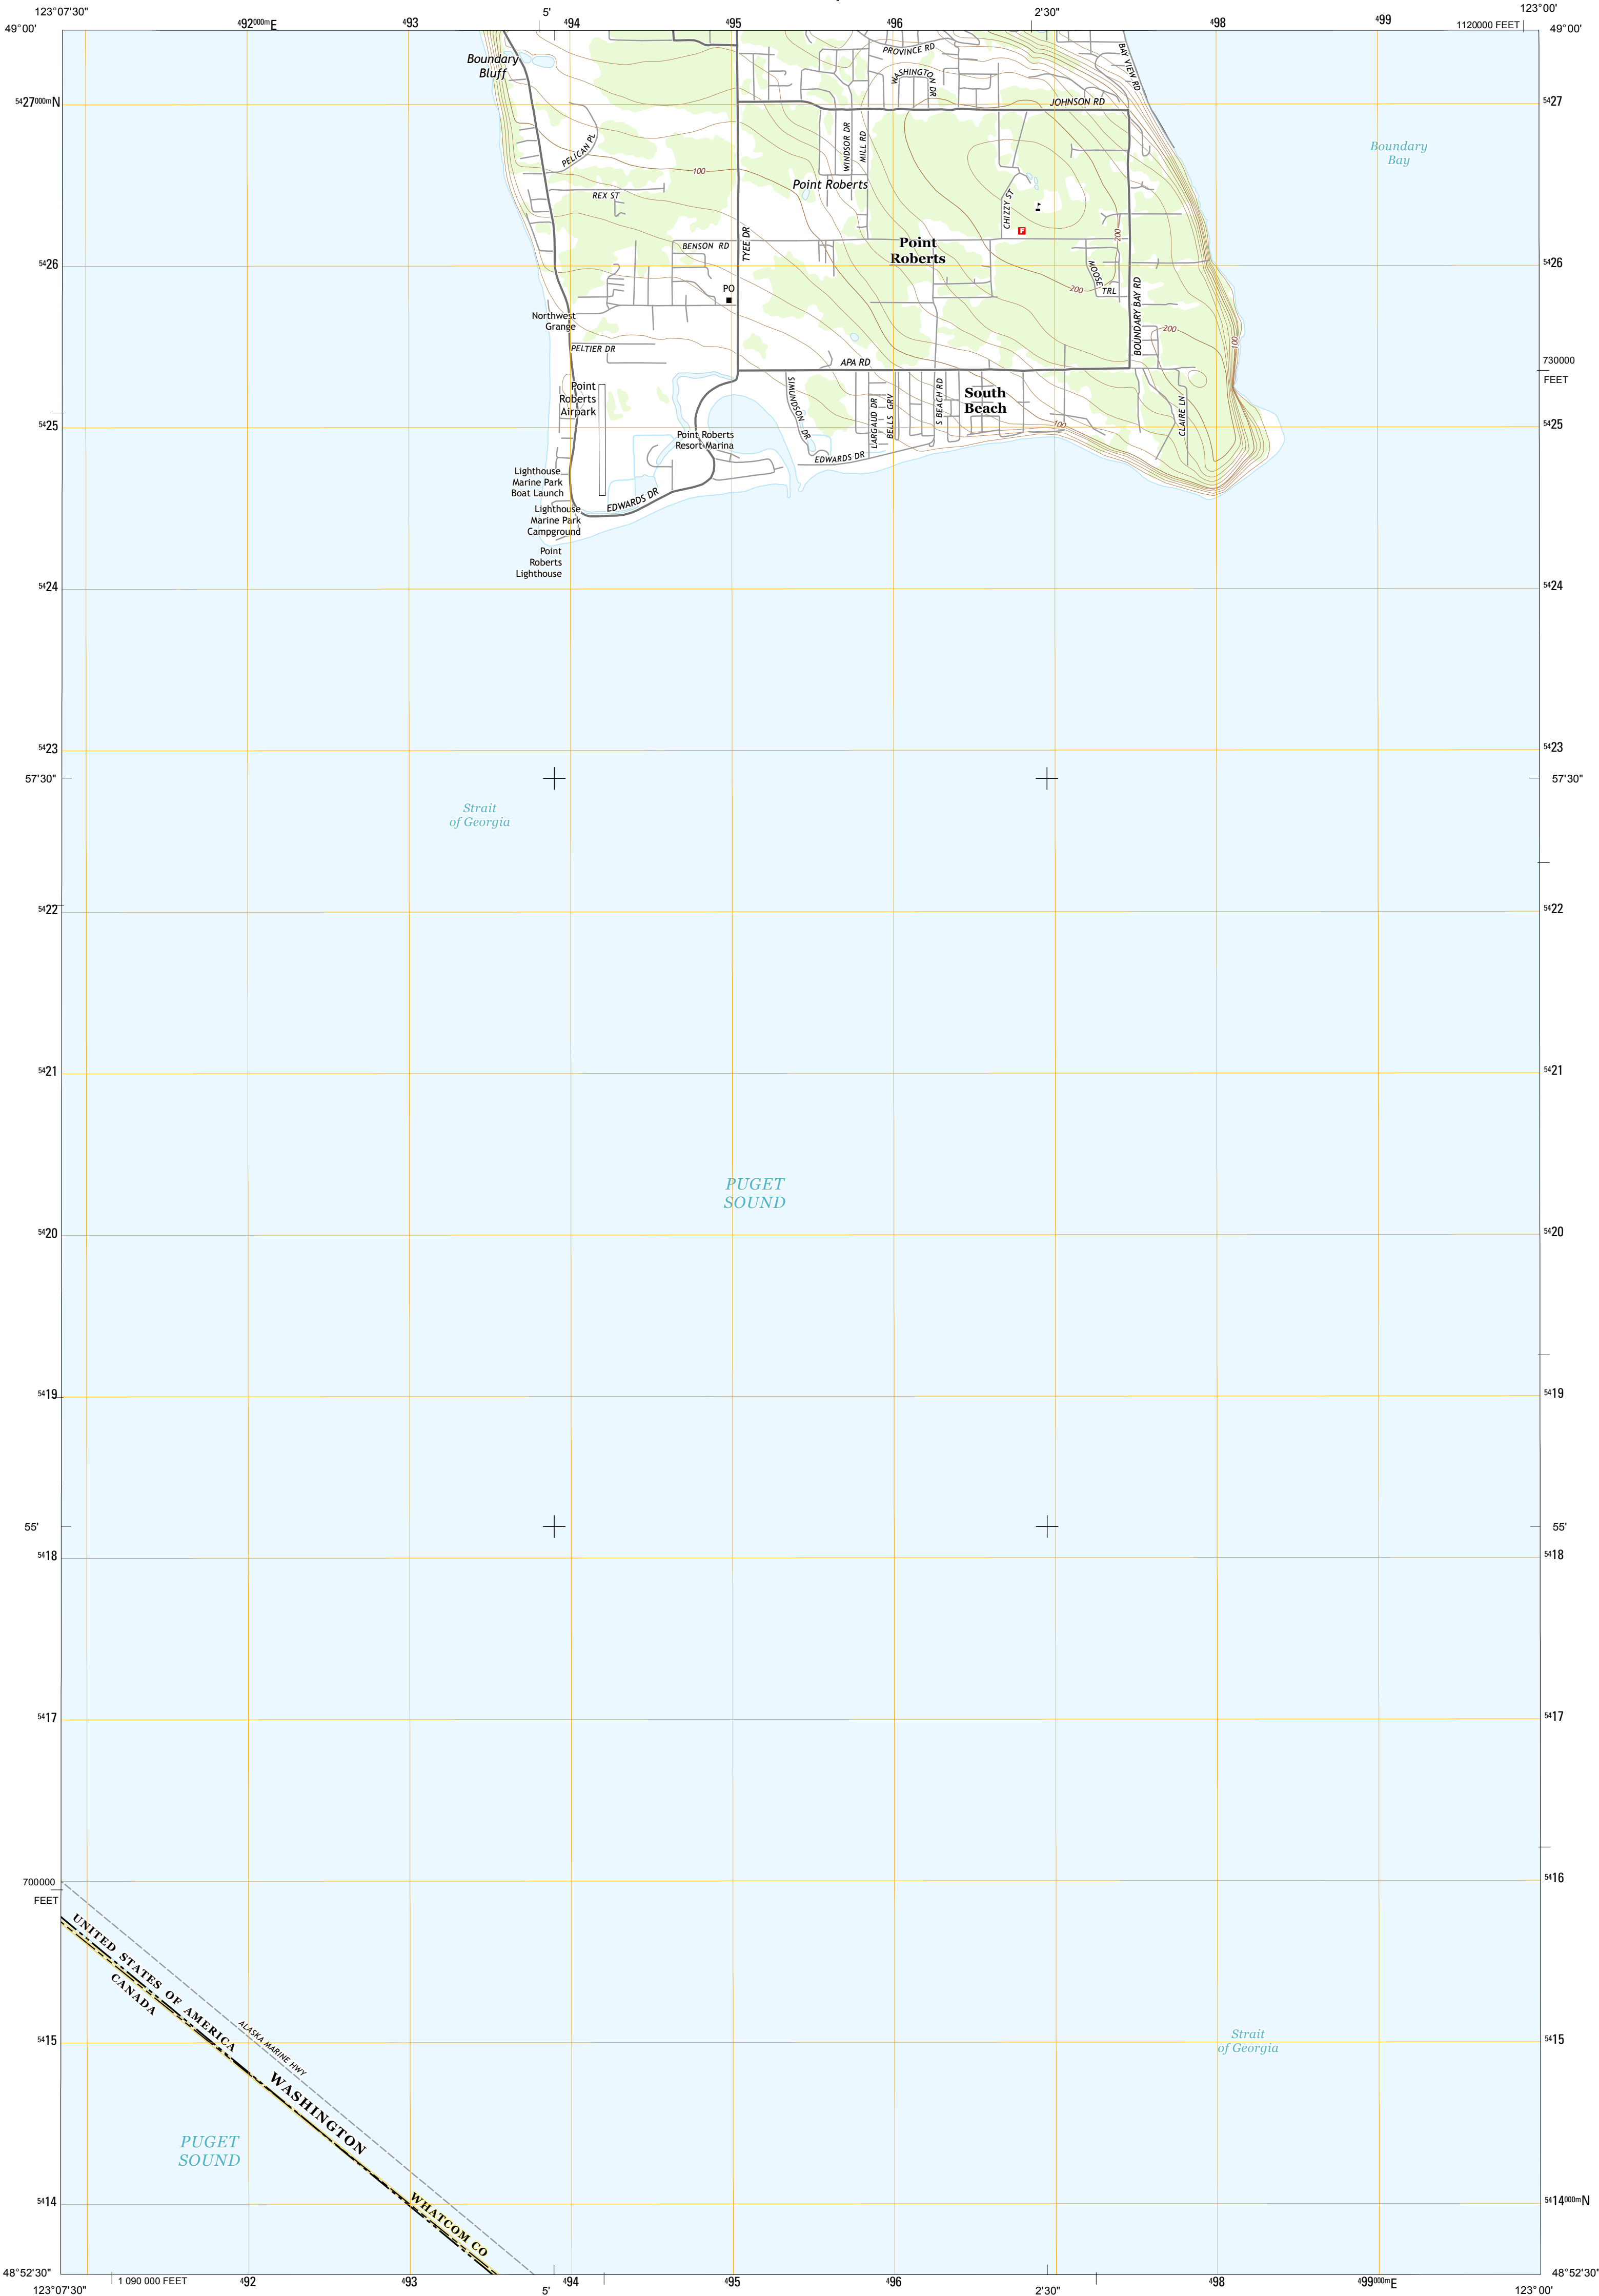 123°07'30"
492000mE
493
5'
494
495
496
2'30"
498
499
1120000 FEET
123°00'
49°00'
49°00'
Boundary
Bluff
PROVINCE RD
WASHINGTON DR
BAY VIEW RD
5427000mN
JOHNSON RD
5427
PELICAN PL
WINDSOR DR
MILL RD
Boundary
Bay
100
Point Roberts
REX ST
CHIZZY ST
F
BENSON RD
TYEE DR
Point
Roberts
200
5426
5426
MOOSE TRL
200
BOUNDARY BAY RD
PO
Northwest
Grange
200
100
PELTIER DR
APA RD
730000
FEET
Point
Roberts
Airpark
SIMUNDSON DR
LARGAUD DR
BELLS GRV
S BEACH RD
South
Beach
CLAIRE LN
100
5425
5425
Point Roberts
Resort-Marina
EDWARDS DR
Lighthouse
Marine Park
Boat Launch
EDWARDS DR
Lighthouse
Marine Park
Campground
Point
Roberts
Lighthouse
5424
5424
5423
5423
57'30"
57'30"
Strait
of Georgia
5422
5422
5421
5421
PUGET
SOUND
5420
5420
5419
5419
55'
55'
5418
5418
5417
5417
5416
700000
FEET
UNITED STATES OF AMERICA
CANADA
ALASKA MARINE HWY
5415
5415
Strait
of Georgia
WASHINGTON
PUGET
SOUND
WHATCOM CO
5414
5414000mN
48°52'30"
48°52'30"
123°07'30"
1 090 000 FEET
492
493
5'
494
495
496
2'30"
498
499000mE
123°00'